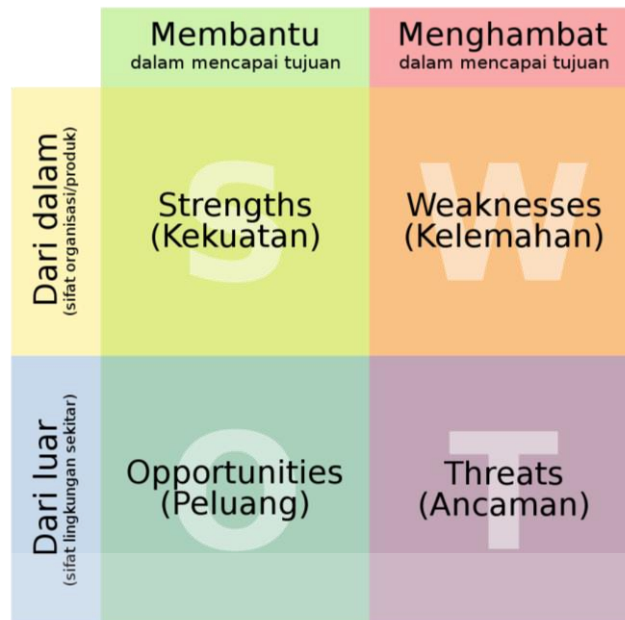 Membantu
dalam mencapai tujuan
Menghambat
dalam mencapai tujuan
Dari dalam
(sifat organisasi/produk)
S
Strengths
(Kekuatan)
W
Weaknesses
(Kelemahan)
Dari luar
(sifat lingkungan sekitar)
O
Opportunities
(Peluang)
T
Threats
(Ancaman)